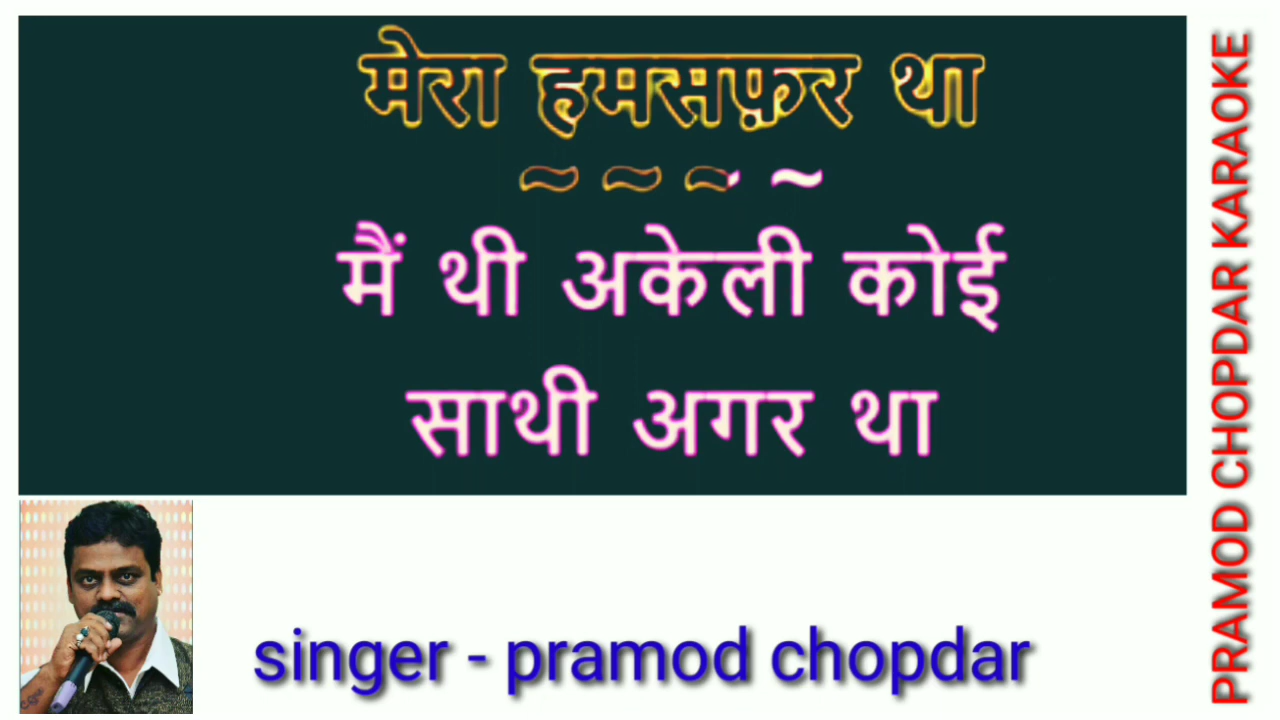 मेरा हमसफ़र था
~ ~ ~ ~
मैं थी अकेली कोई
साथी अगर था
singer - pramod chopdar
PRAMOD CHOPDAR KARAOKE